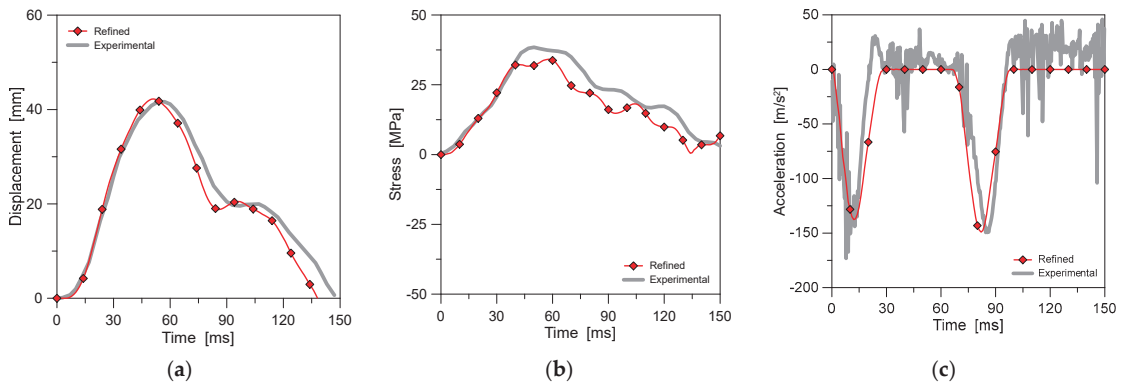 60
40
20
0
Displacement [mm]
Refined
Experimental
0 30 60 90 120 150
Time [ms]
(a)
50
25
0
-25
-50
Stress [MPa]
Refined
Experimental
0 30 60 90 120 150
Time [ms]
(b)
50
0
-50
-100
-150
-200
Acceleration [m/s²]
Refined
Experimental
0 30 60 90 120 150
Time [ms]
(c)